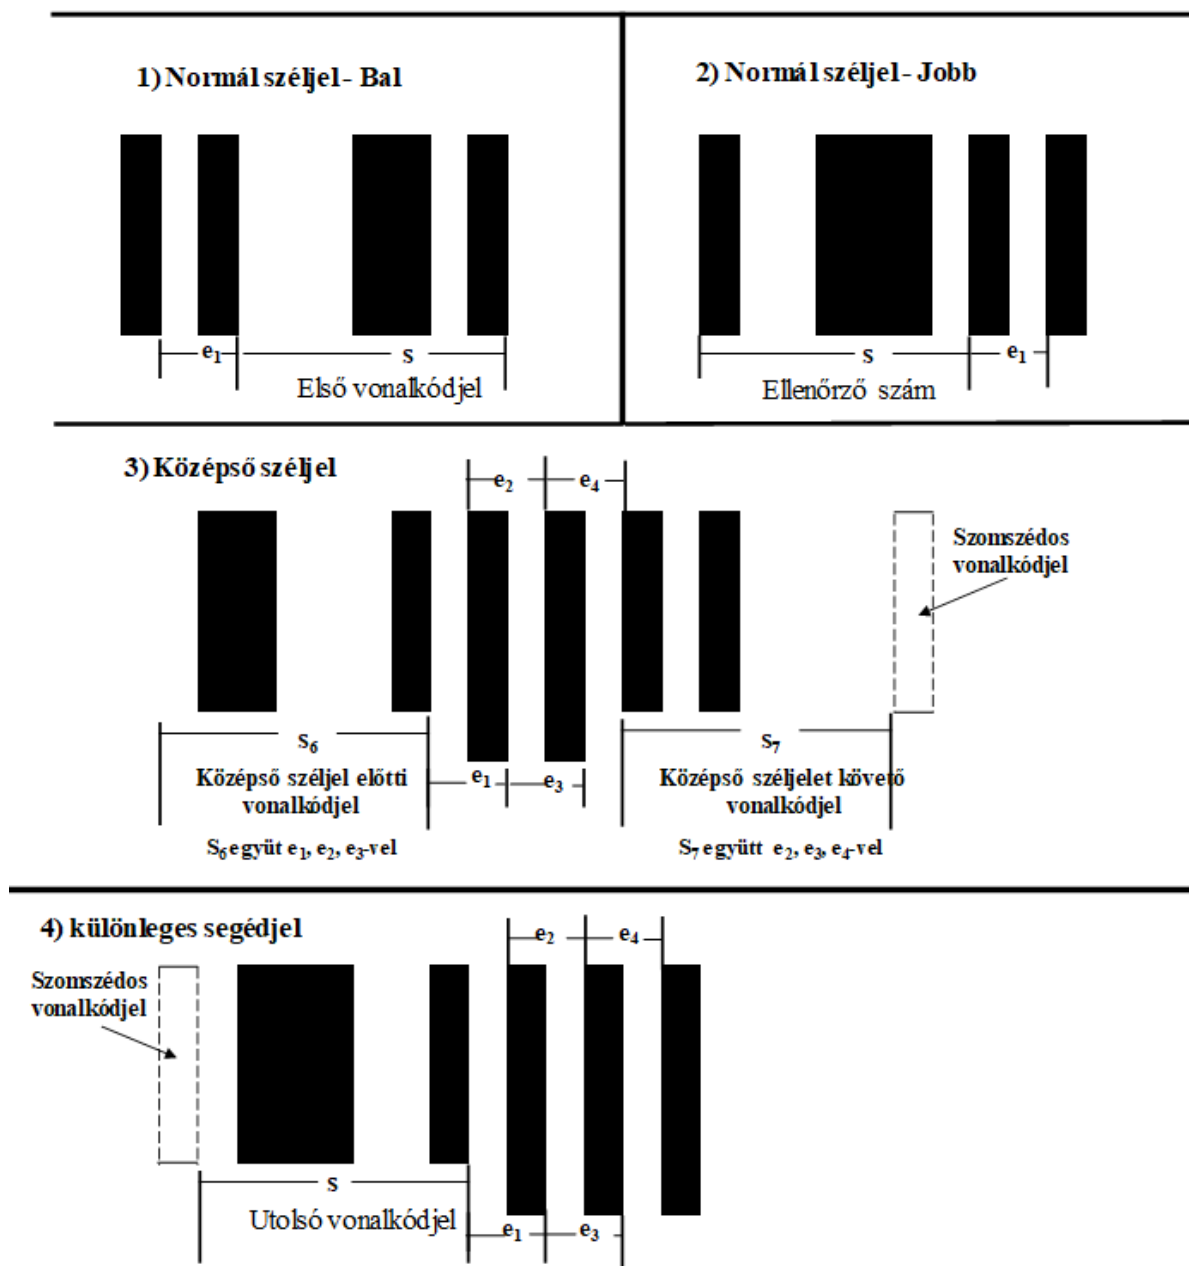 1) Normál széljel - Bal
e₁
s
Első vonalkódjel
2) Normál széljel - Jobb
s
e₁
Ellenőrző szám
3) Középső széljel
e₂
e₄
Szomszédos
vonalkódjel
s₆
Középső széljel előtti
vonalkódjel
e₁
e₃
s₇
Középső széljelet követő
vonalkódjel
S₆ együt e₁, e₂, e₃-vel
S₇ együtt e₂, e₃, e₄-vel
4) különleges segédjel
e₂
e₄
Szomszédos
vonalkódjel
s
Utolsó vonalkódjel
e₁
e₃